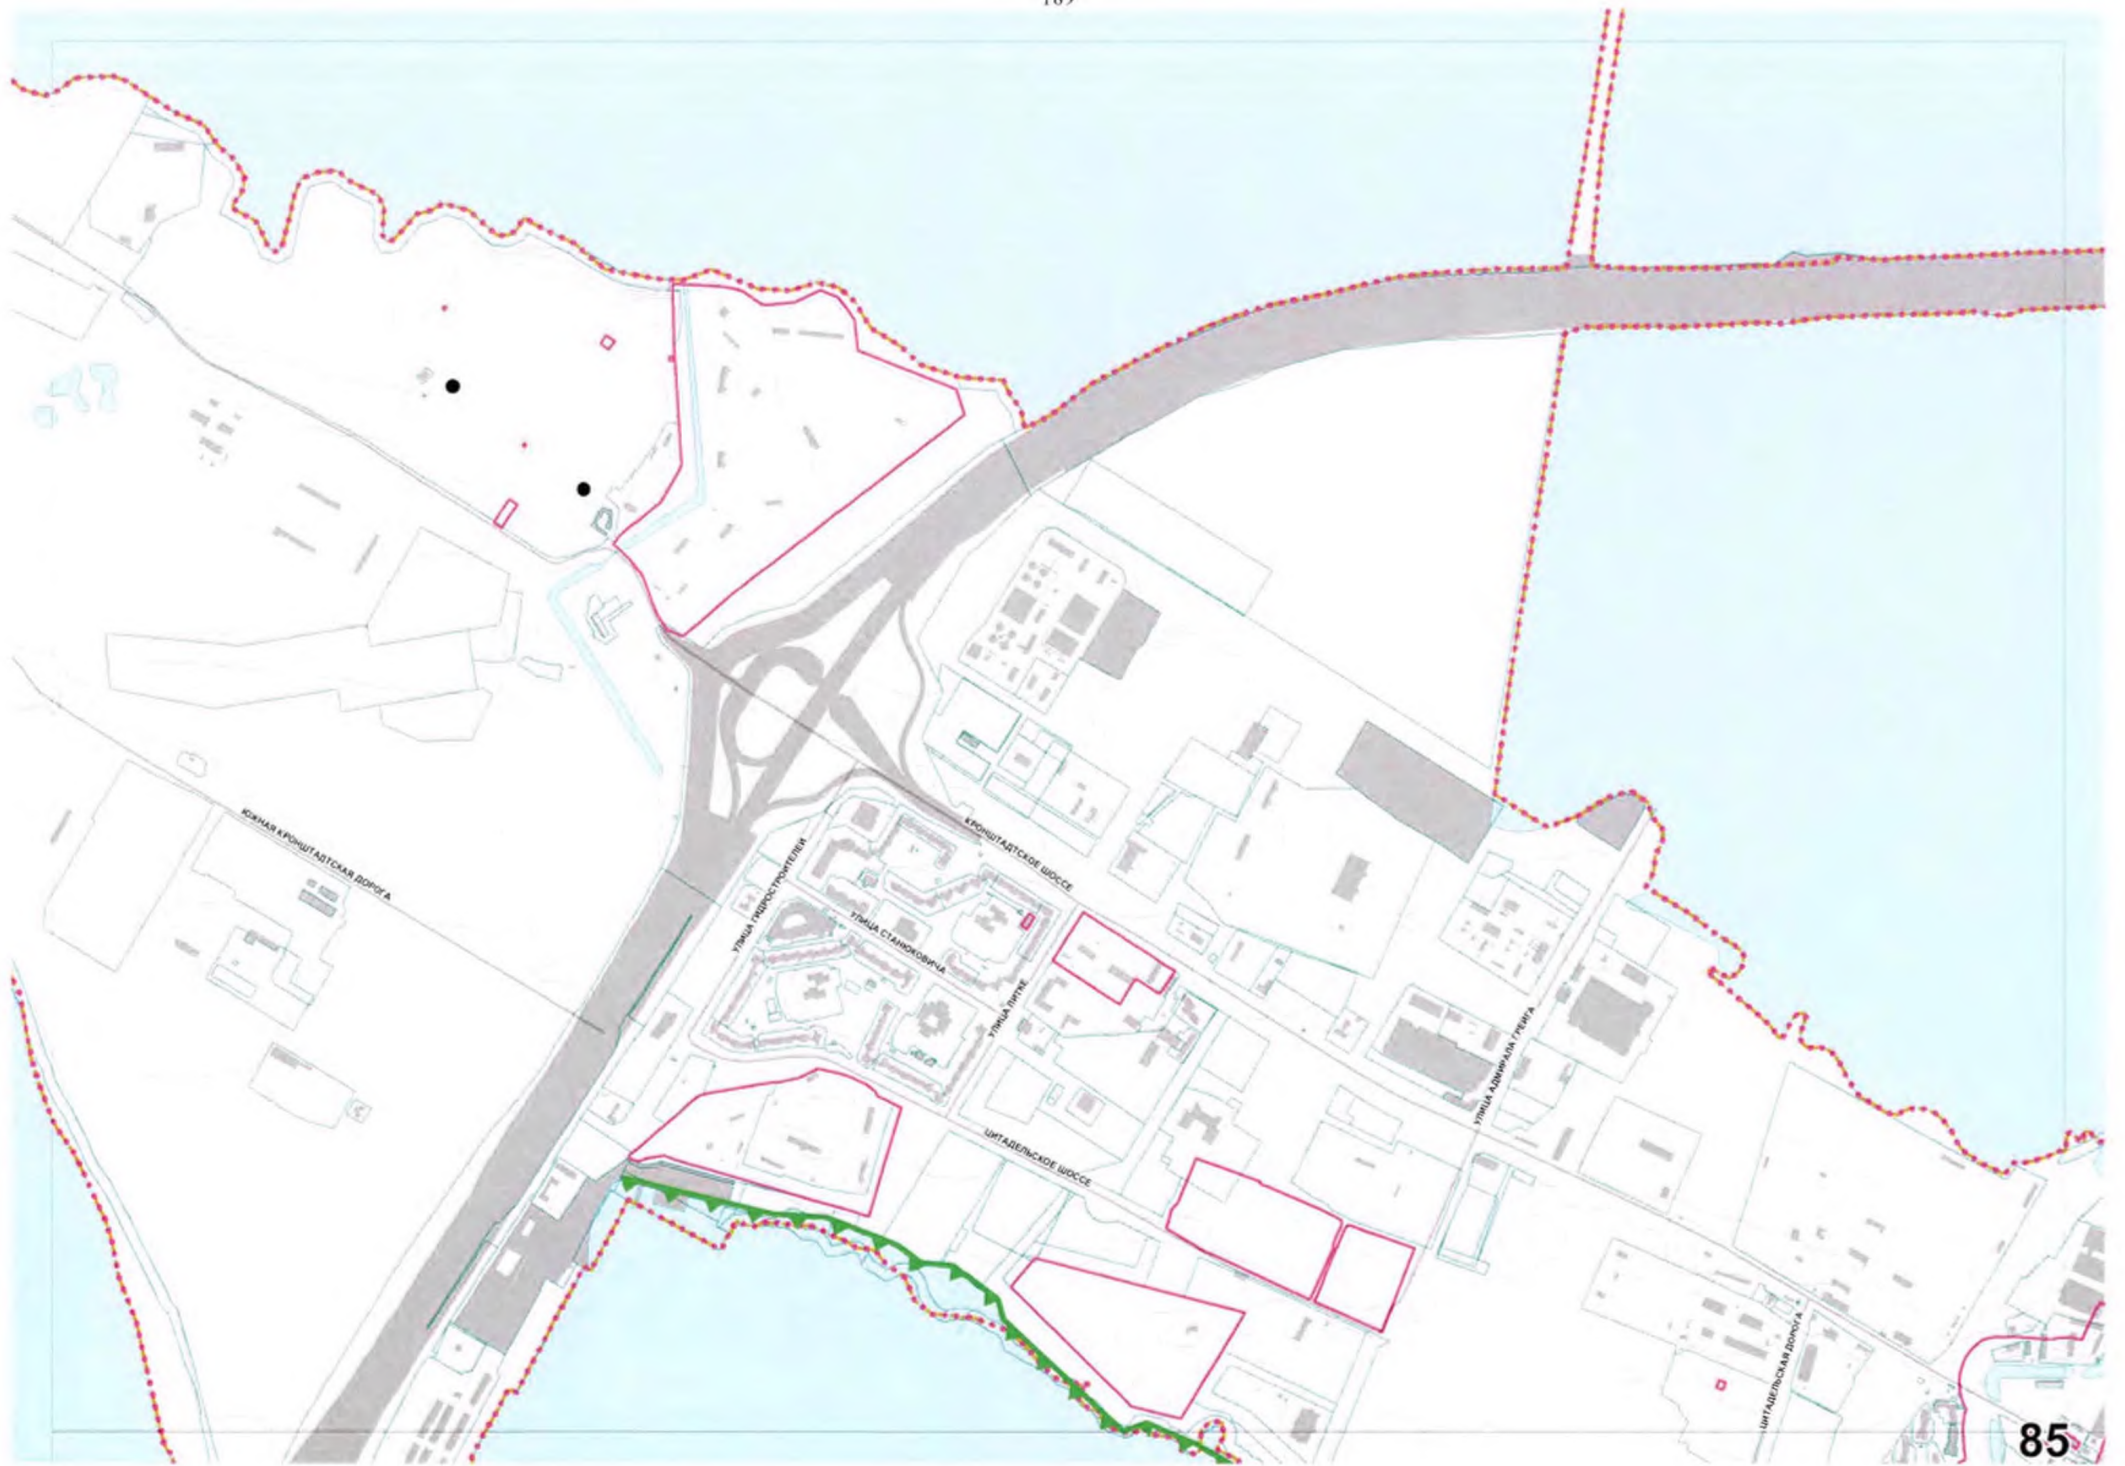 КРОНШТАДТСКОЕ ШОССЕ
ЮЖНАЯ КРОНШТАДТСКАЯ ДОРОГА
УЛИЦА ГИДРОСТРОИТЕЛЕЙ
УЛИЦА СТАНЮКОВИЧА
УЛИЦА ЛИТКЕ
УЛИЦА АДМИРАЛА ГРЕЙГА
ЦИТАДЕЛЬСКОЕ ШОССЕ
ЦИТАДЕЛЬСКАЯ ДОРОГА
85